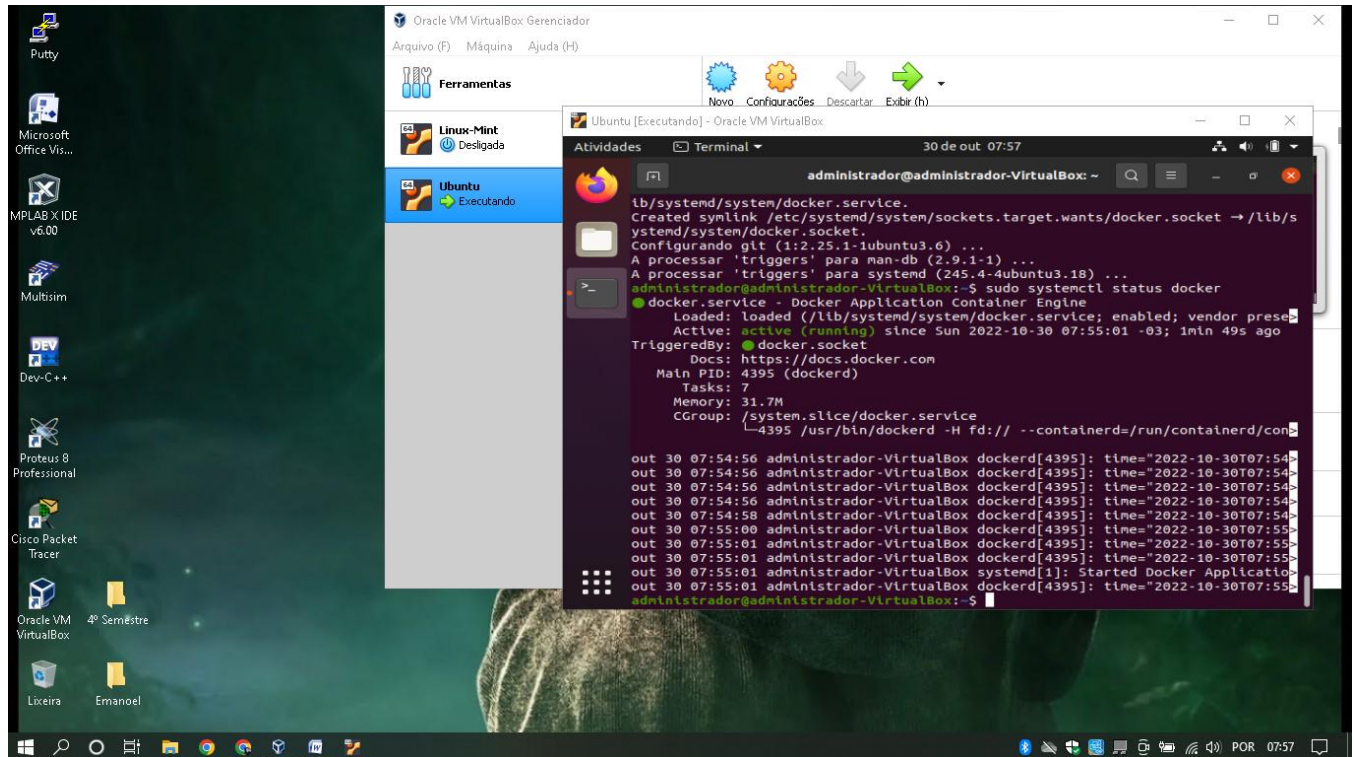 Putty
Microsoft
Office Vis...
MPLAB X IDE
v6.00
Multisim
DEV
Dev-C++
Proteus 8
Professional
Cisco Packet
Tracer
Oracle VM
VirtualBox
4º Semestre
Lixeira
Emanoel
Oracle VM VirtualBox Gerenciador
Arquivo (F) Máquina Ajuda (H)
Ferramentas
Novo Configurações Descartar Exibir (h)
64
Linux-Mint
Desligada
64
Ubuntu
Executando
Ubuntu [Executando] - Oracle VM VirtualBox
Atividades Terminal 30 de out 07:57
administrador@administrador-VirtualBox: ~
ib/systemd/system/docker.service.
Created symlink /etc/systemd/system/sockets.target.wants/docker.socket → /lib/s
ystemd/system/docker.socket.
Configurando git (1:2.25.1-1ubuntu3.6) ...
A processar 'triggers' para man-db (2.9.1-1) ...
A processar 'triggers' para systemd (245.4-4ubuntu3.18) ...
administrador@administrador-VirtualBox:~$ sudo systemctl status docker
● docker.service - Docker Application Container Engine
Loaded: loaded (/lib/systemd/system/docker.service; enabled; vendor prese>
Active: active (running) since Sun 2022-10-30 07:55:01 -03; 1min 49s ago
TriggeredBy: ● docker.socket
Docs: https://docs.docker.com
Main PID: 4395 (dockerd)
Tasks: 7
Memory: 31.7M
CGroup: /system.slice/docker.service
└─4395 /usr/bin/dockerd -H fd:// --containerd=/run/containerd/con>
out 30 07:54:56 administrador-VirtualBox dockerd[4395]: time="2022-10-30T07:54>
out 30 07:54:56 administrador-VirtualBox dockerd[4395]: time="2022-10-30T07:54>
out 30 07:54:56 administrador-VirtualBox dockerd[4395]: time="2022-10-30T07:54>
out 30 07:54:56 administrador-VirtualBox dockerd[4395]: time="2022-10-30T07:54>
out 30 07:54:58 administrador-VirtualBox dockerd[4395]: time="2022-10-30T07:54>
out 30 07:55:00 administrador-VirtualBox dockerd[4395]: time="2022-10-30T07:55>
out 30 07:55:01 administrador-VirtualBox dockerd[4395]: time="2022-10-30T07:55>
out 30 07:55:01 administrador-VirtualBox dockerd[4395]: time="2022-10-30T07:55>
out 30 07:55:01 administrador-VirtualBox systemd[1]: Started Docker Applicatio>
out 30 07:55:01 administrador-VirtualBox dockerd[4395]: time="2022-10-30T07:55>
administrador@administrador-VirtualBox:~$
POR 07:57